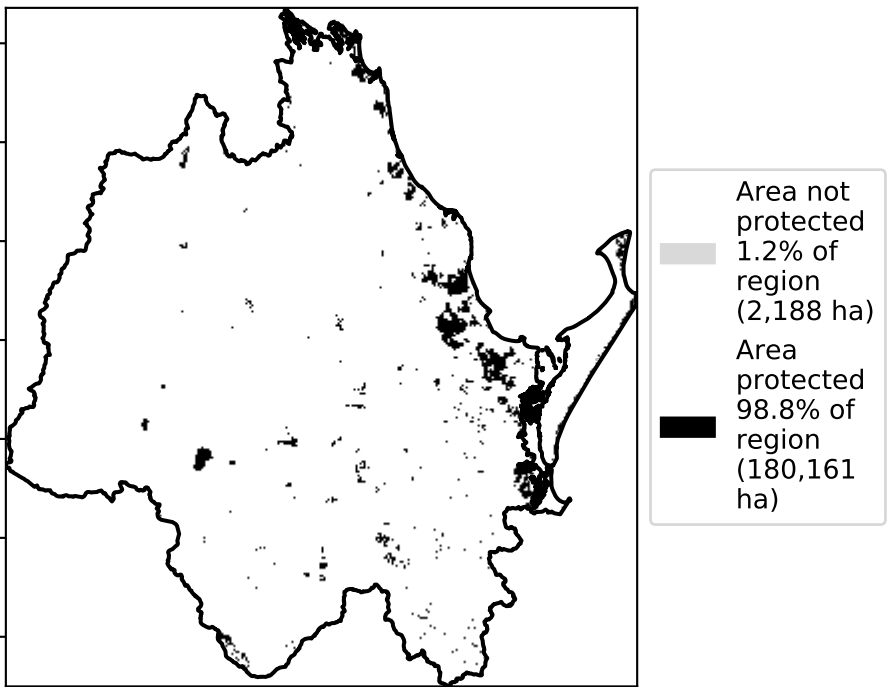 Area not
protected
1.2% of
region
(2,188 ha)
Area
protected
98.8% of
region
(180,161
ha)